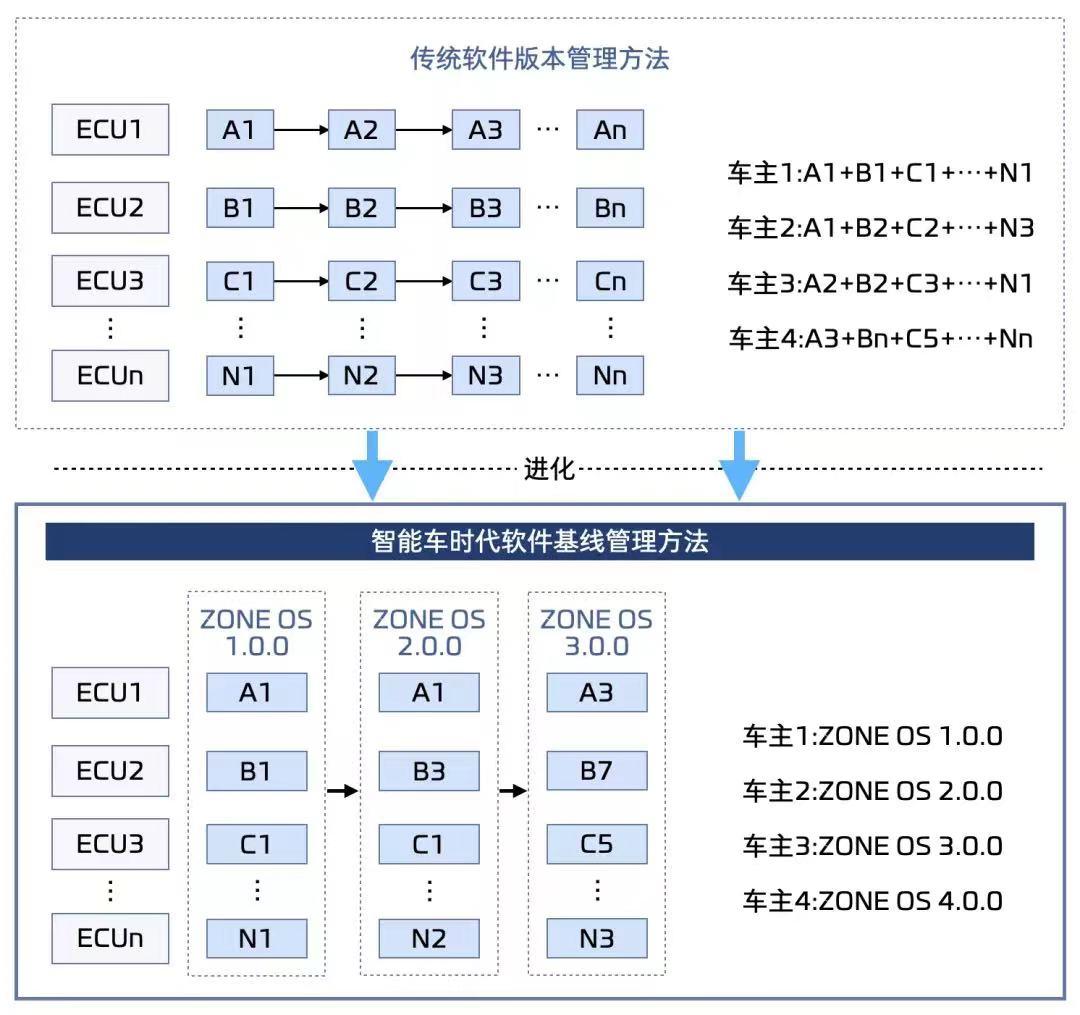 传统软件版本管理方法
ECU1 A1 A2 A3 ··· An
ECU2 B1 B2 B3 ··· Bn
ECU3 C1 C2 C3 ··· Cn
ECUn N1 N2 N3 ··· Nn
车主1:A1+B1+C1+···+N1
车主2:A1+B2+C2+···+N3
车主3:A2+B2+C3+···+N1
车主4:A3+Bn+C5+···+Nn
进化
智能车时代软件基线管理方法
ZONE OS 1.0.0 ZONE OS 2.0.0 ZONE OS 3.0.0
ECU1 A1 A1 A3
ECU2 B1 B3 B7
ECU3 C1 C1 C5
ECUn N1 N2 N3
车主1:ZONE OS 1.0.0
车主2:ZONE OS 2.0.0
车主3:ZONE OS 3.0.0
车主4:ZONE OS 4.0.0